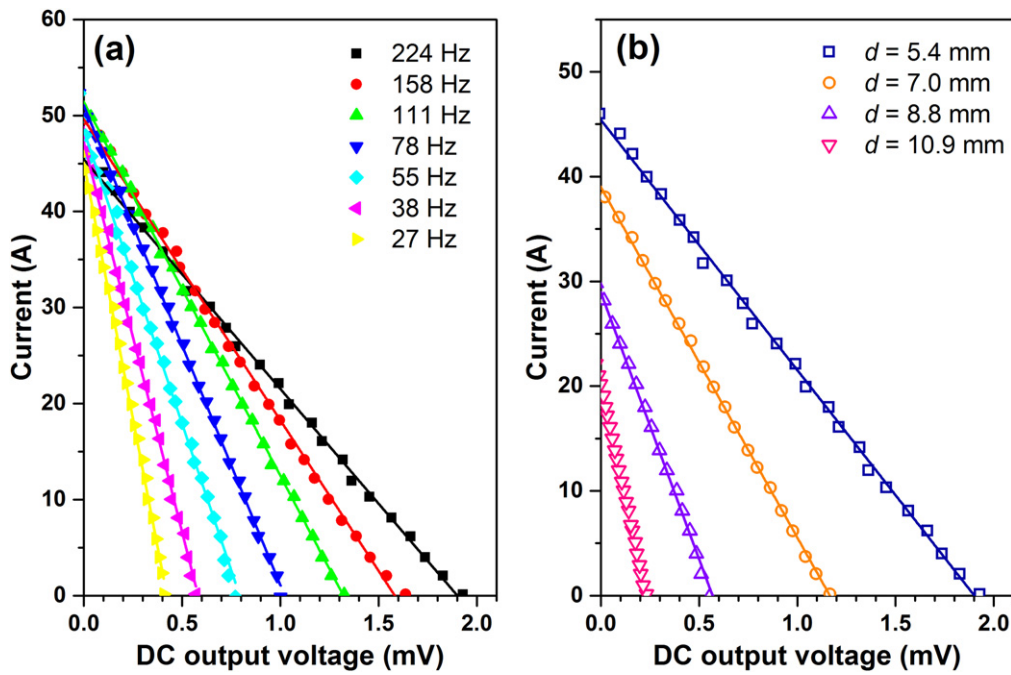 (a)
224 Hz
158 Hz
111 Hz
78 Hz
55 Hz
38 Hz
27 Hz
60
50
40
30
20
10
0
Current (A)
0.0 0.5 1.0 1.5 2.0
DC output voltage (mV)
(b)
d = 5.4 mm
d = 7.0 mm
d = 8.8 mm
d = 10.9 mm
50
40
30
20
10
0
Current (A)
0.0 0.5 1.0 1.5 2.0
DC output voltage (mV)